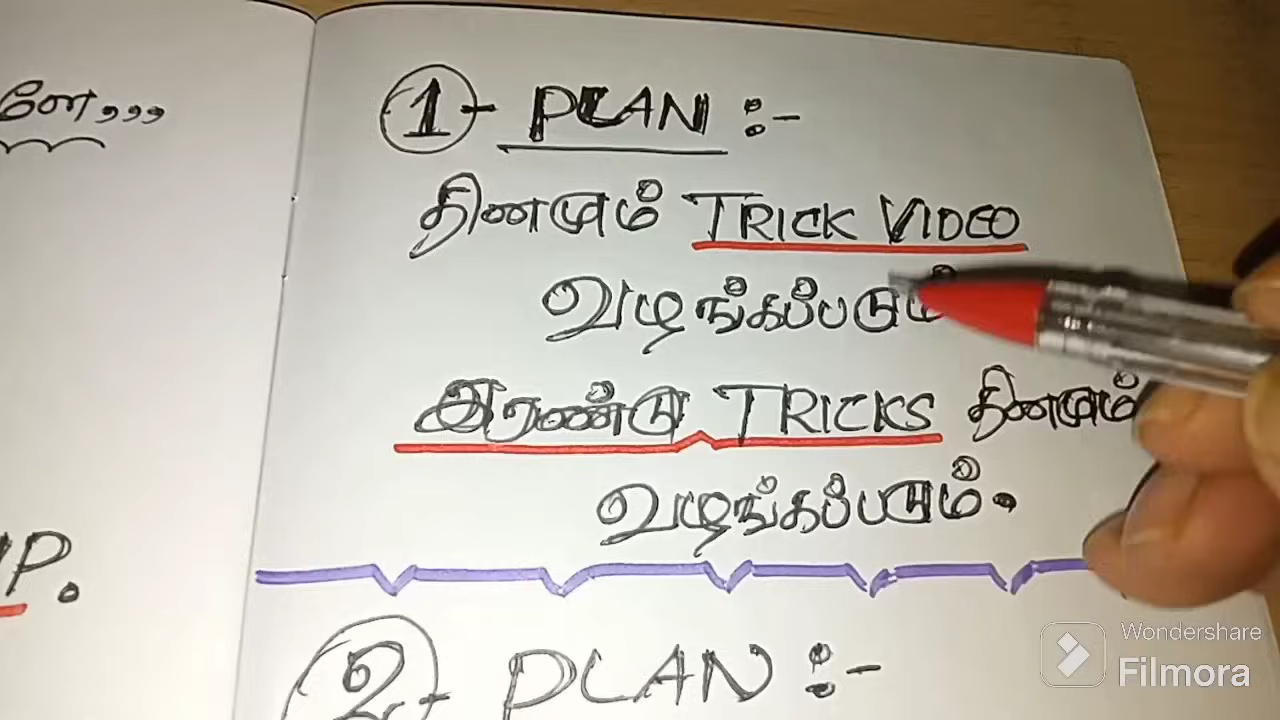 னே,,,
P.
1 - PLAN :-
தினமும் TRICK VIDEO
வழங்கப்படும்
இரண்டு TRICKS தினமும்
வழங்கப்படும்.
2 - PLAN :-
Wondershare
Filmora